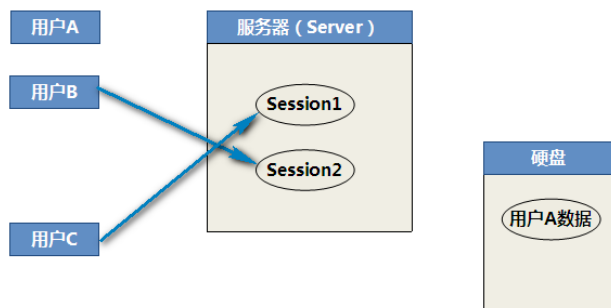 用户A
服务器（Server）
用户B
Session1
硬盘
Session2
用户A数据
用户C